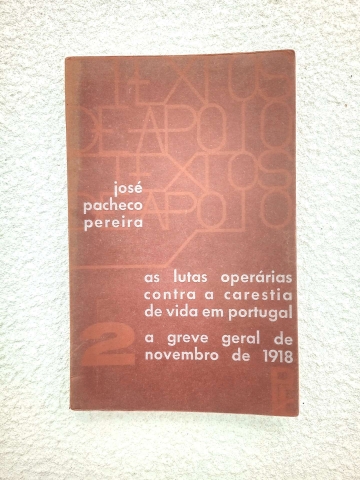 TEXTOS
DE APOIO
TEXTOS
DE APOIO
josé
pacheco
pereira
as lutas operárias
contra a carestia
de vida em portugal
2
a greve geral de
novembro de 1918